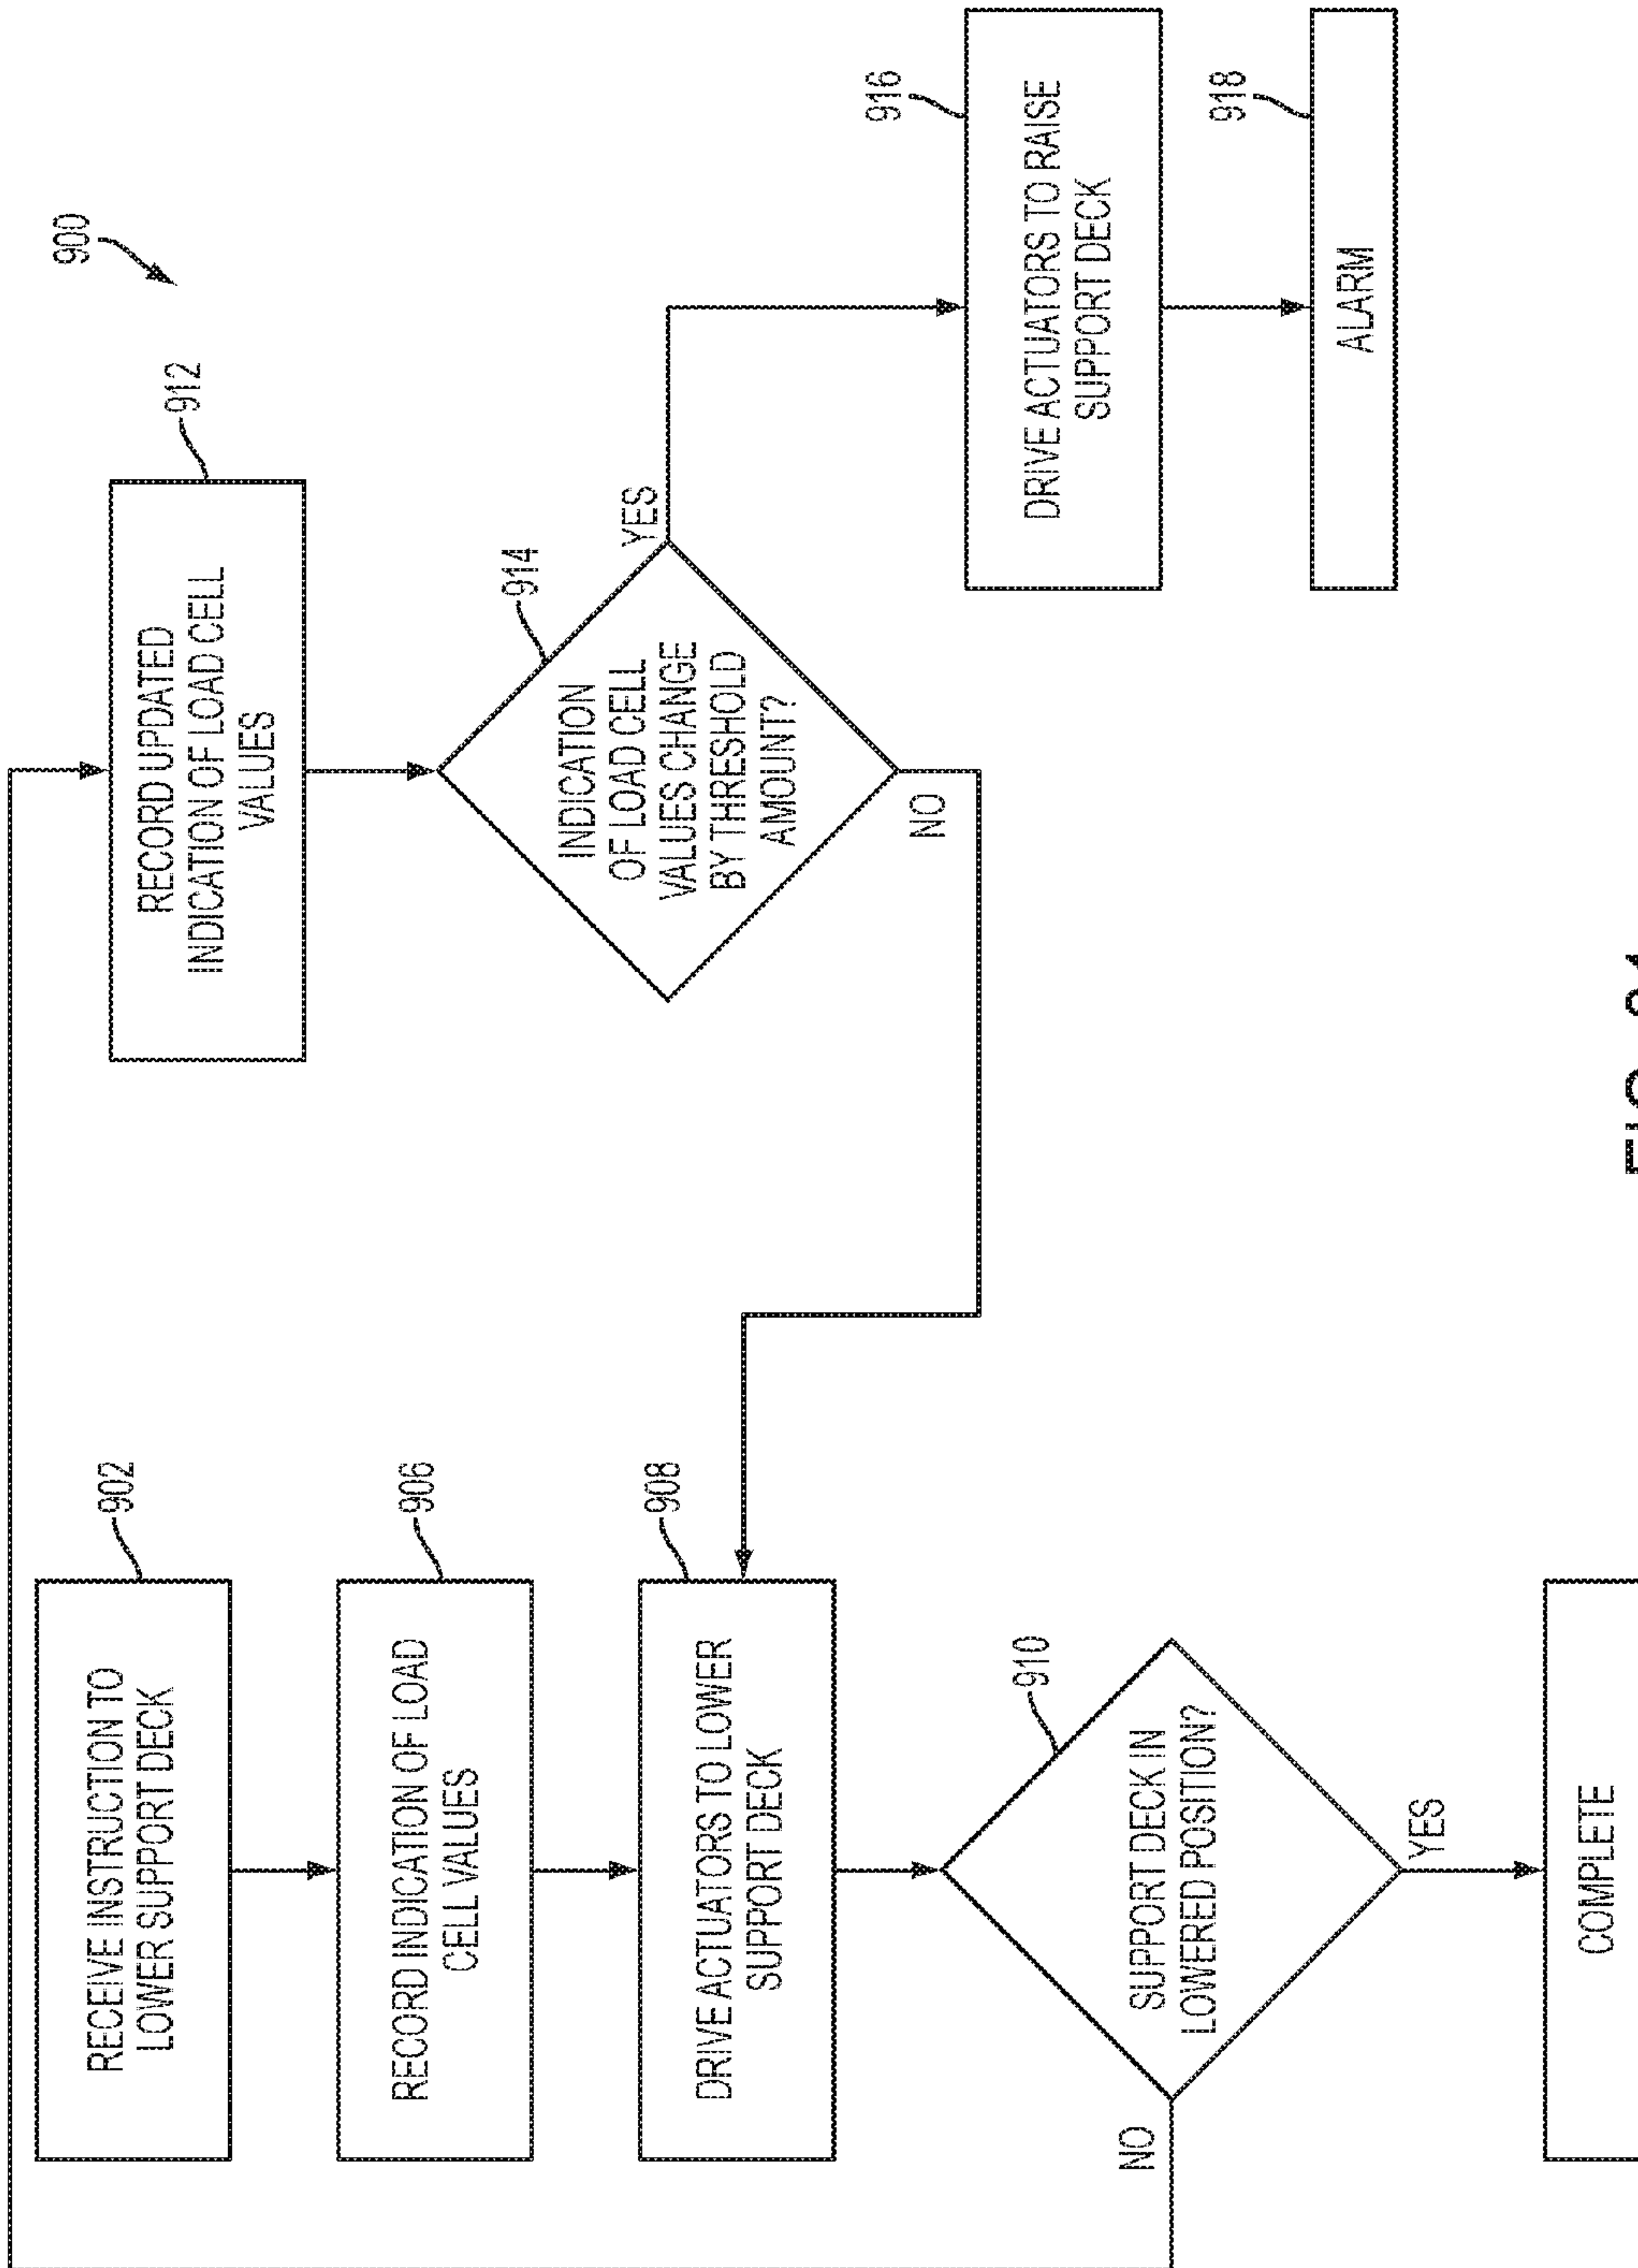 900
902
RECEIVE INSTRUCTION TO
LOWER SUPPORT DECK
906
RECORD INDICATION OF LOAD
CELL VALUES
908
DRIVE ACTUATORS TO LOWER
SUPPORT DECK
910
SUPPORT DECK IN
LOWERED POSITION?
NO
YES
COMPLETE
912
RECORD UPDATED
INDICATION OF LOAD CELL
VALUES
914
INDICATION
OF LOAD CELL
VALUES CHANGE
BY THRESHOLD
AMOUNT?
YES
NO
916
DRIVE ACTUATORS TO RAISE
SUPPORT DECK
918
ALARM